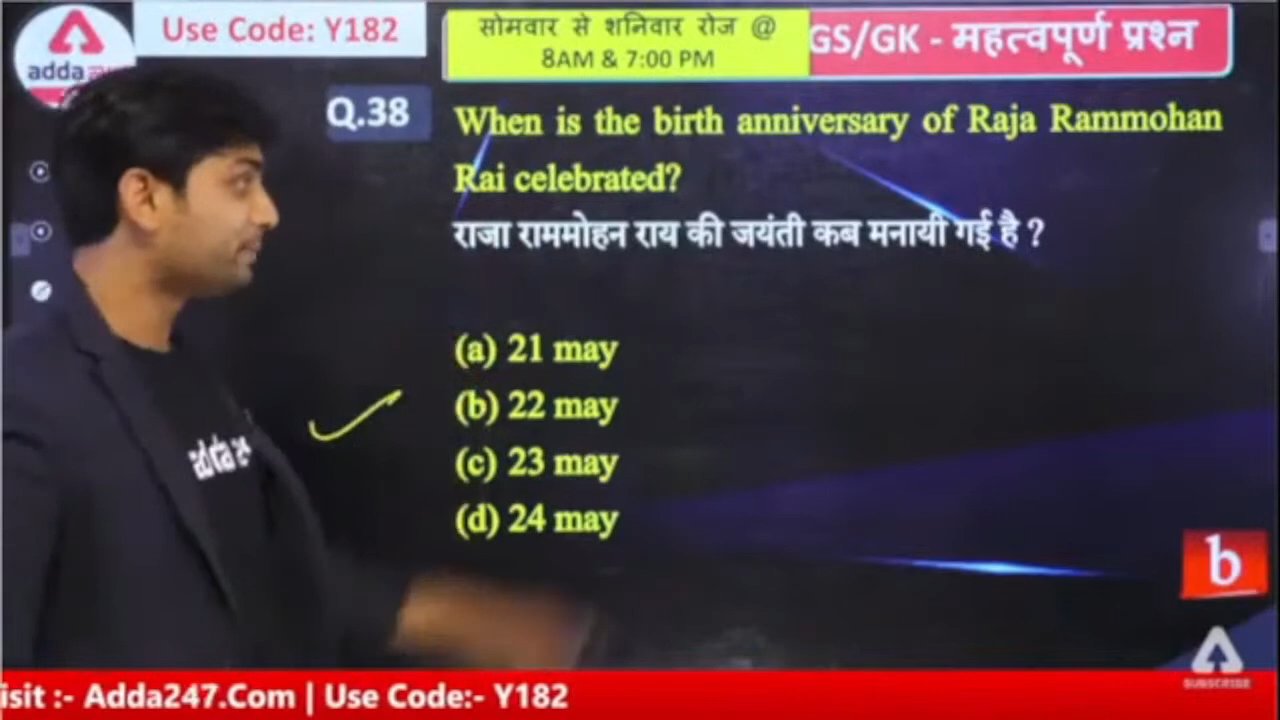 Use Code: Y182
सोमवार से शनिवार रोज @
8AM & 7:00 PM
GS/GK - महत्वपूर्ण प्रश्न
adda
Q.38
When is the birth anniversary of Raja Rammohan
Rai celebrated?
राजा राममोहन राय की जयंती कब मनायी गई है ?
(a) 21 may
(b) 22 may
(c) 23 may
(d) 24 may
b
SUBSCRIBE
isit :- Adda247.Com | Use Code:- Y182